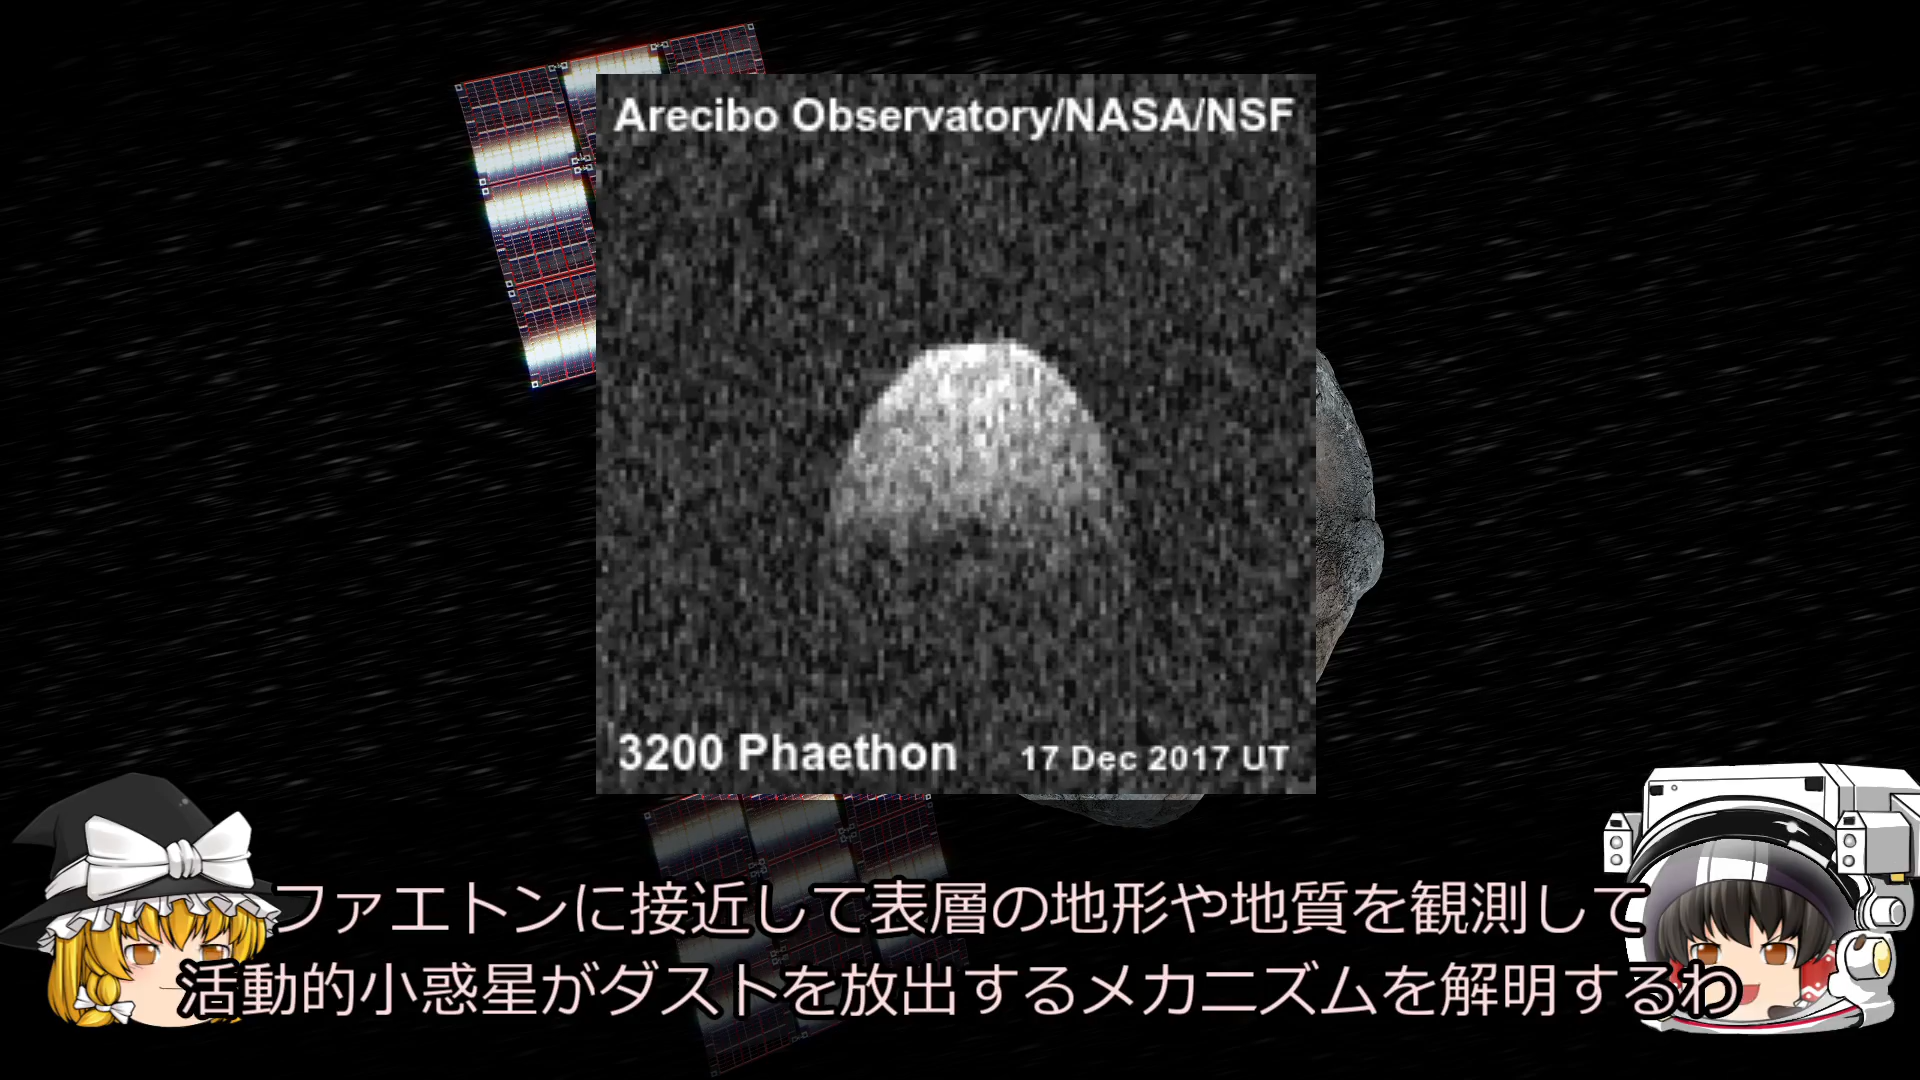 Arecibo Observatory/NASA/NSF
3200 Phaethon 17 Dec 2017 UT
ファエトンに接近して表層の地形や地質を観測して
活動的小惑星がダストを放出するメカニズムを解明するわ